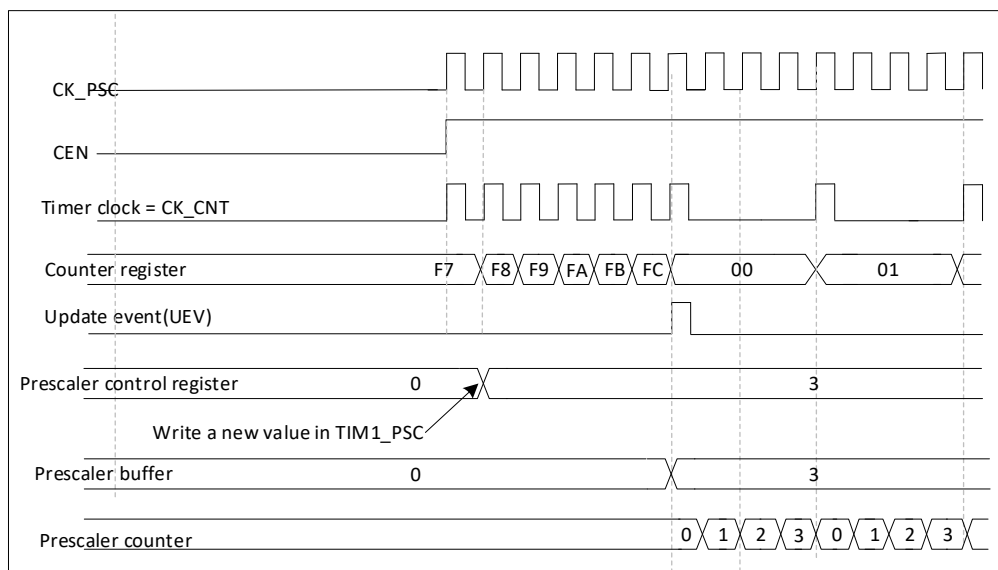 CK_PSC
CEN
Timer clock = CK_CNT
Counter register F7 F8 F9 FA FB FC 00 01
Update event(UEV)
Prescaler control register 0 3
Write a new value in TIM1_PSC
Prescaler buffer 0 3
Prescaler counter 0 1 2 3 0 1 2 3